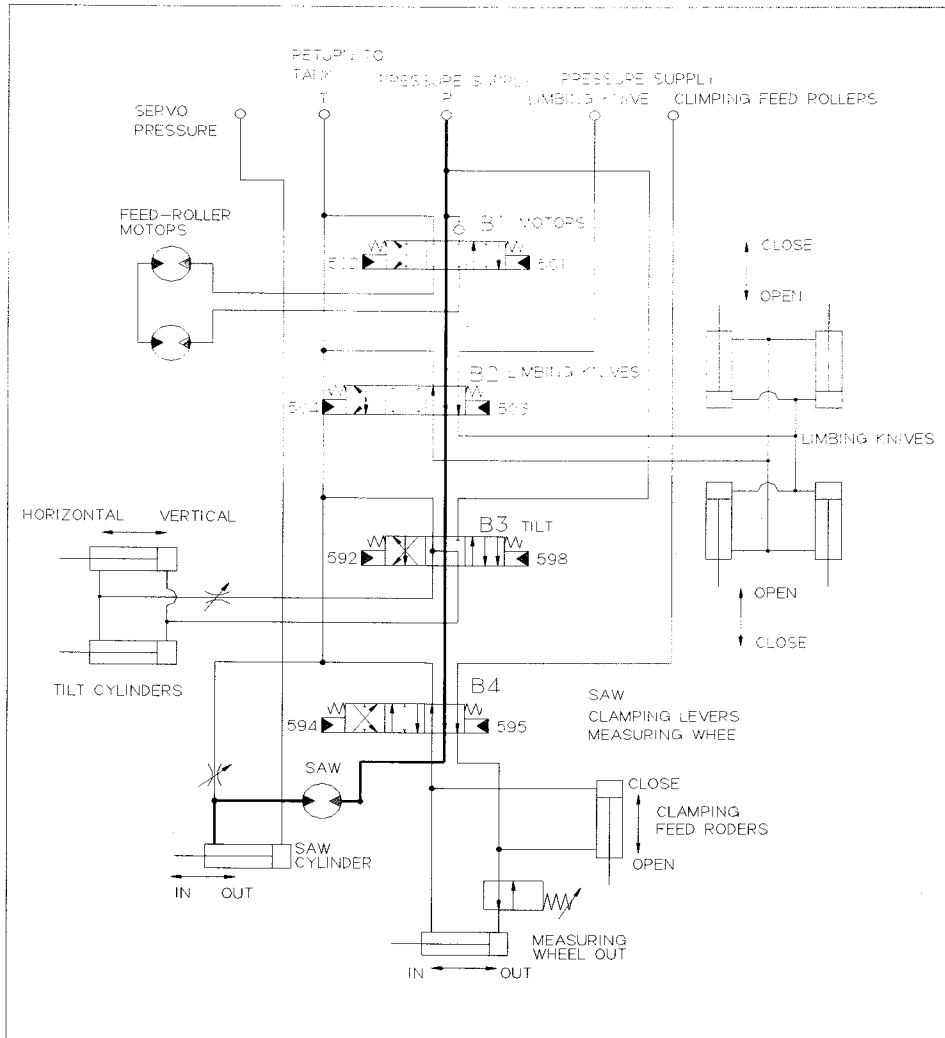 RETURN TO
TANK
T
PRESSURE SUPPLY
P
PRESSURE SUPPLY
LIMBING KNIVE
CLIMPING FEED ROLLERS
SERVO
PRESSURE
FEED-ROLLER
MOTORS
B1 MOTORS
501
CLOSE
OPEN
B2 LIMBING KNIVES
503
LIMBING KNIVES
HORIZONTAL
VERTICAL
B3 TILT
592
598
OPEN
CLOSE
TILT CYLINDERS
B4
594
595
SAW
CLAMPING LEVERS
MEASURING WHEE
SAW
CLOSE
CLAMPING
FEED RODERS
OPEN
SAW
CYLINDER
IN
OUT
MEASURING
WHEEL OUT
IN
OUT